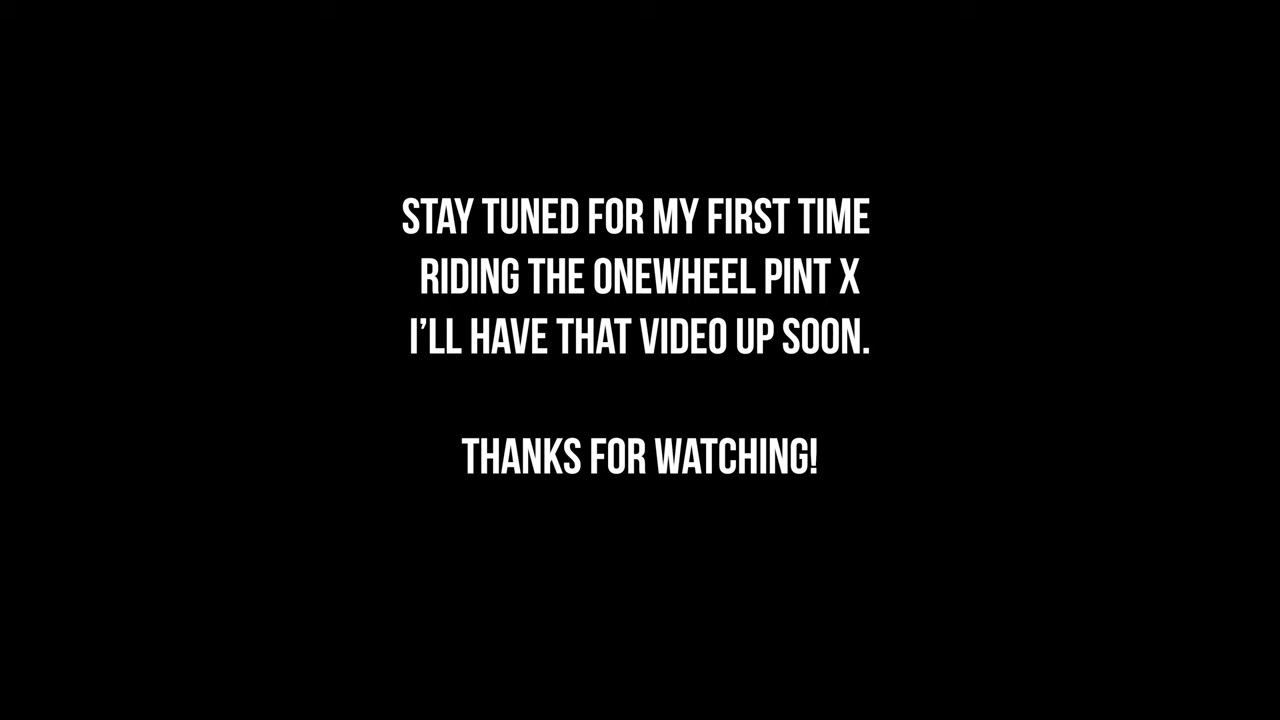 STAY TUNED FOR MY FIRST TIME
RIDING THE ONEWHEEL PINT X
I’LL HAVE THAT VIDEO UP SOON.
THANKS FOR WATCHING!